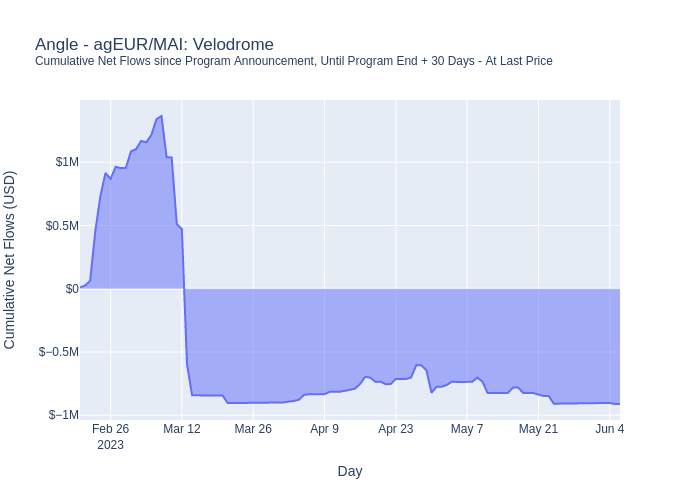 Angle - agEUR/MAI: Velodrome
Cumulative Net Flows since Program Announcement, Until Program End + 30 Days - At Last Price
Cumulative Net Flows (USD)
$1M
$0.5M
$0
$−0.5M
$−1M
Feb 26
2023
Mar 12
Mar 26
Apr 9
Apr 23
May 7
May 21
Jun 4
Day